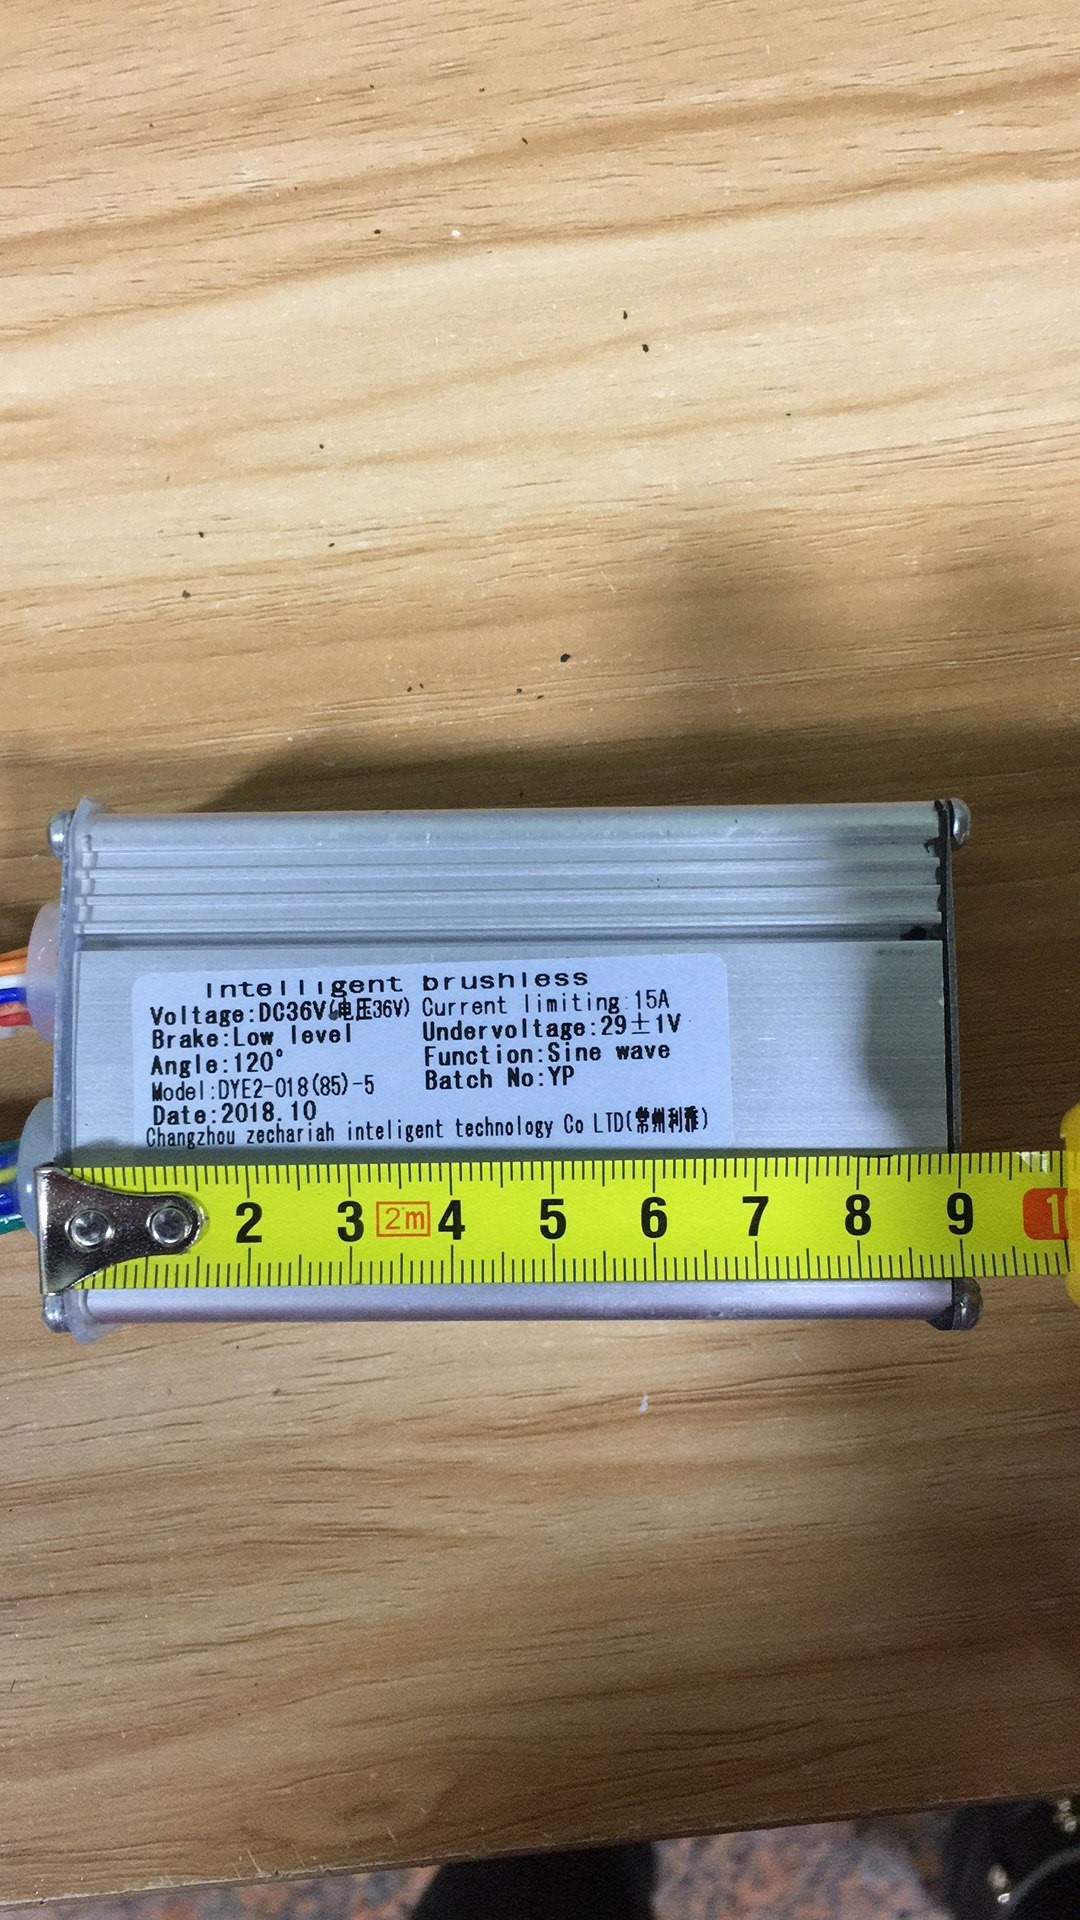 Intelligent brushless
Voltage:DC36V(电压36V) Current limiting:15A
Brake:Low level Undervoltage:29±1V
Angle:120° Function:Sine wave
Model:DYE2-018(85)-5 Batch No:YP
Date:2018.10
Changzhou zechariah inteligent technology Co LTD(常州利雅)
2 3 2m 4 5 6 7 8 9 1